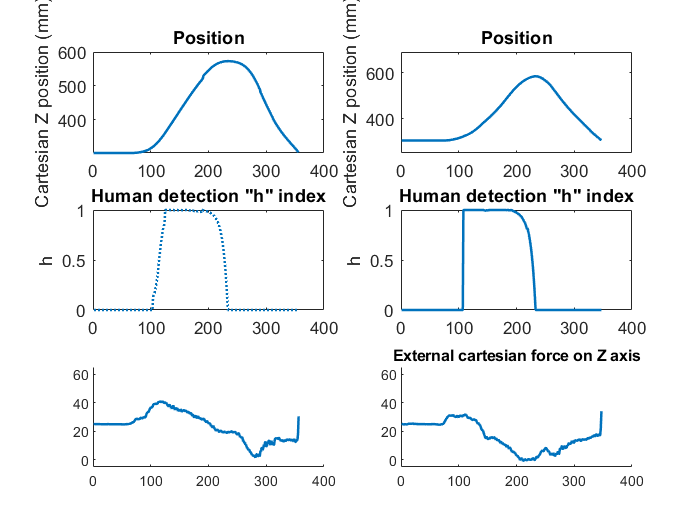 Position
Cartesian Z position (mm)
600
500
400
0 100 200 300 400
Position
Cartesian Z position (mm)
600
400
0 100 200 300 400
Human detection "h" index
h
1
0.5
0
0 100 200 300 400
Human detection "h" index
h
1
0.5
0
0 100 200 300 400
60
40
20
0
0 100 200 300 400
External cartesian force on Z axis
60
40
20
0
0 100 200 300 400